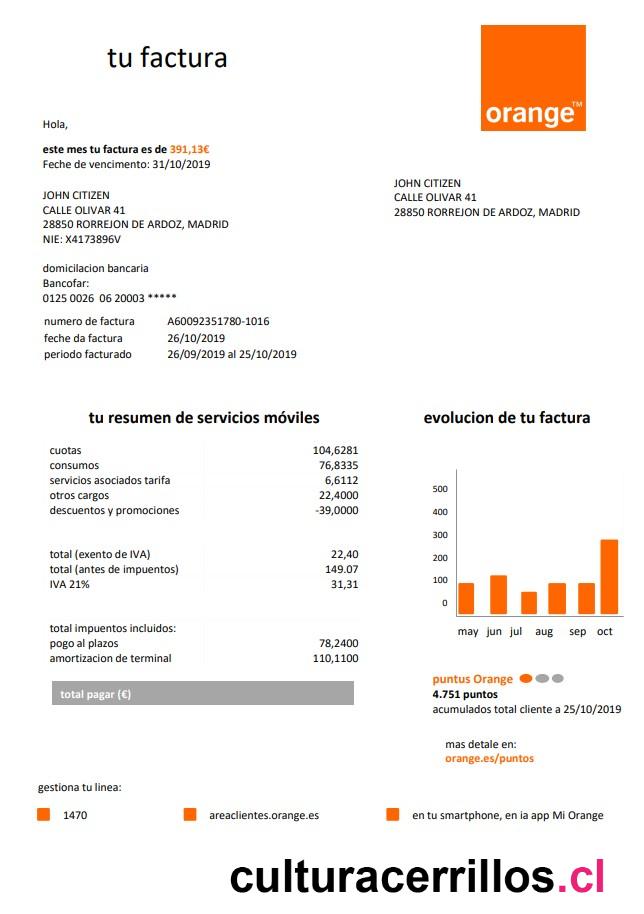 tu factura
orange™
Hola,
este mes tu factura es de 391,13€
Feche de vencimento: 31/10/2019
JOHN CITIZEN
CALLE OLIVAR 41
28850 RORREJON DE ARDOZ, MADRID
NIE: X4173896V
JOHN CITIZEN
CALLE OLIVAR 41
28850 RORREJON DE ARDOZ, MADRID
domicilacion bancaria
Bancofar:
0125 0026 06 20003 *****
numero de factura A60092351780-1016
feche da factura 26/10/2019
periodo facturado 26/09/2019 al 25/10/2019
tu resumen de servicios móviles
cuotas 104,6281
consumos 76,8335
servicios asociados tarifa 6,6112
otros cargos 22,4000
descuentos y promociones -39,0000
total (exento de IVA) 22,40
total (antes de impuentos) 149.07
IVA 21% 31,31
total impuentos incluidos:
pogo al plazos 78,2400
amortizacion de terminal 110,1100
total pagar (€)
evolucion de tu factura
500
400
300
200
100
0
may jun jul aug sep oct
puntus Orange
4.751 puntos
acumulados total cliente a 25/10/2019
mas detale en:
orange.es/puntos
gestiona tu linea:
1470
areaclientes.orange.es
en tu smartphone, en ia app Mi Orange
culturacerrillos.cl